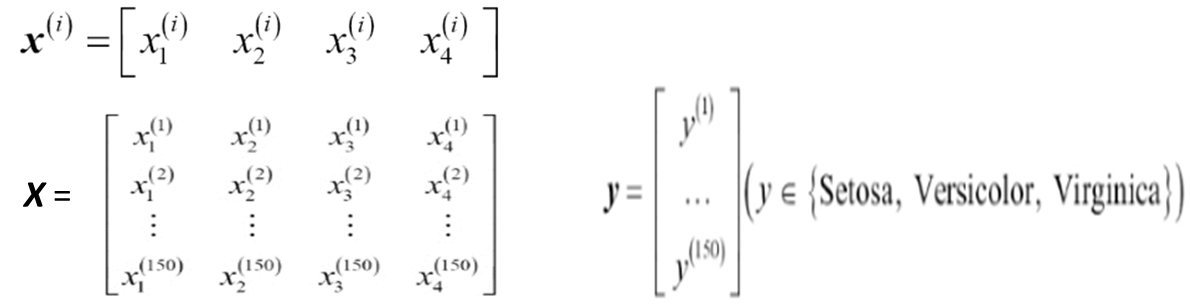 x^(i) = [ x_1^(i) x_2^(i) x_3^(i) x_4^(i) ]
X = [ x_1^(1) x_2^(1) x_3^(1) x_4^(1)
x_1^(2) x_2^(2) x_3^(2) x_4^(2)
⋮ ⋮ ⋮ ⋮
x_1^(150) x_2^(150) x_3^(150) x_4^(150) ]
y = [ y^(1)
...
y^(150) ] (y ∈ {Setosa, Versicolor, Virginica})